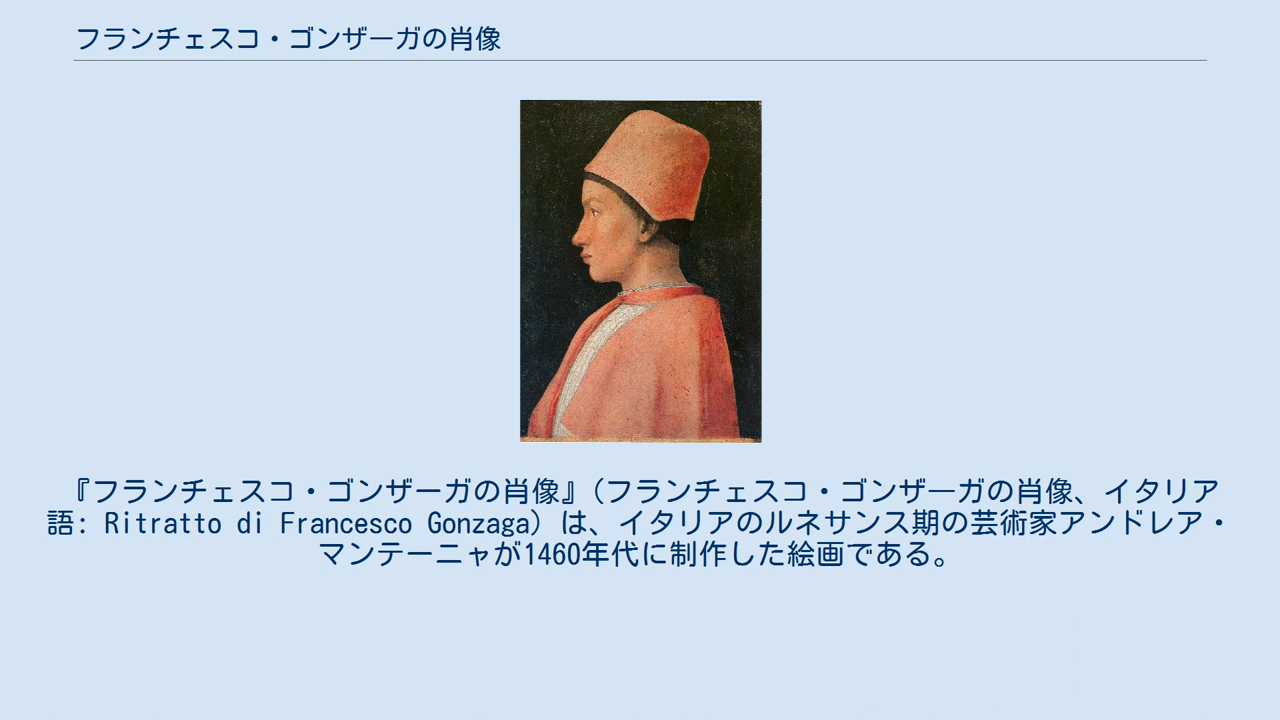 フランチェスコ・ゴンザーガの肖像
『フランチェスコ・ゴンザーガの肖像』（フランチェスコ・ゴンザーガの肖像、イタリア
語: Ritratto di Francesco Gonzaga）は、イタリアのルネサンス期の芸術家アンドレア・
マンテーニャが1460年代に制作した絵画である。